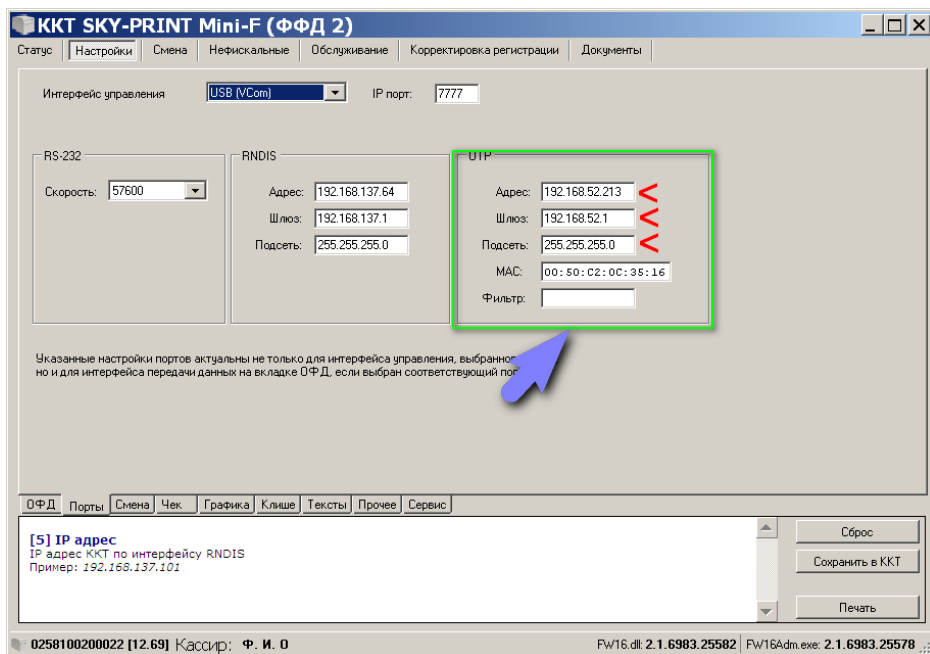 ККТ SKY-PRINT Mini-F (ФФД 2)
Статус Настройки Смена Нефискальные Обслуживание Корректировка регистрации Документы
Интерфейс управления USB (VCom) IP порт: 7777
RS-232 RNDIS UTP
Скорость: 57600 Адрес: 192.168.137.64 Адрес: 192.168.52.213 <
Шлюз: 192.168.137.1 Шлюз: 192.168.52.1 <
Подсеть: 255.255.255.0 Подсеть: 255.255.255.0 <
MAC: 00:50:C2:0C:35:16
Фильтр:
Указанные настройки портов актуальны не только для интерфейса управления,
но и для интерфейса передачи данных на вкладке ОФД, если выбран соответствующий
ОФД Порты Смена Чек Графика Клише Тексты Прочее Сервис
[5] IP адрес
IP адрес ККТ по интерфейсу RNDIS
Пример: 192.168.137.101
Сброс
Сохранить в ККТ
Печать
0258100200022 [12.69] Кассир: Ф. И. О FW16.dll: 2.1.6983.25582 FW16Adm.exe: 2.1.6983.25578